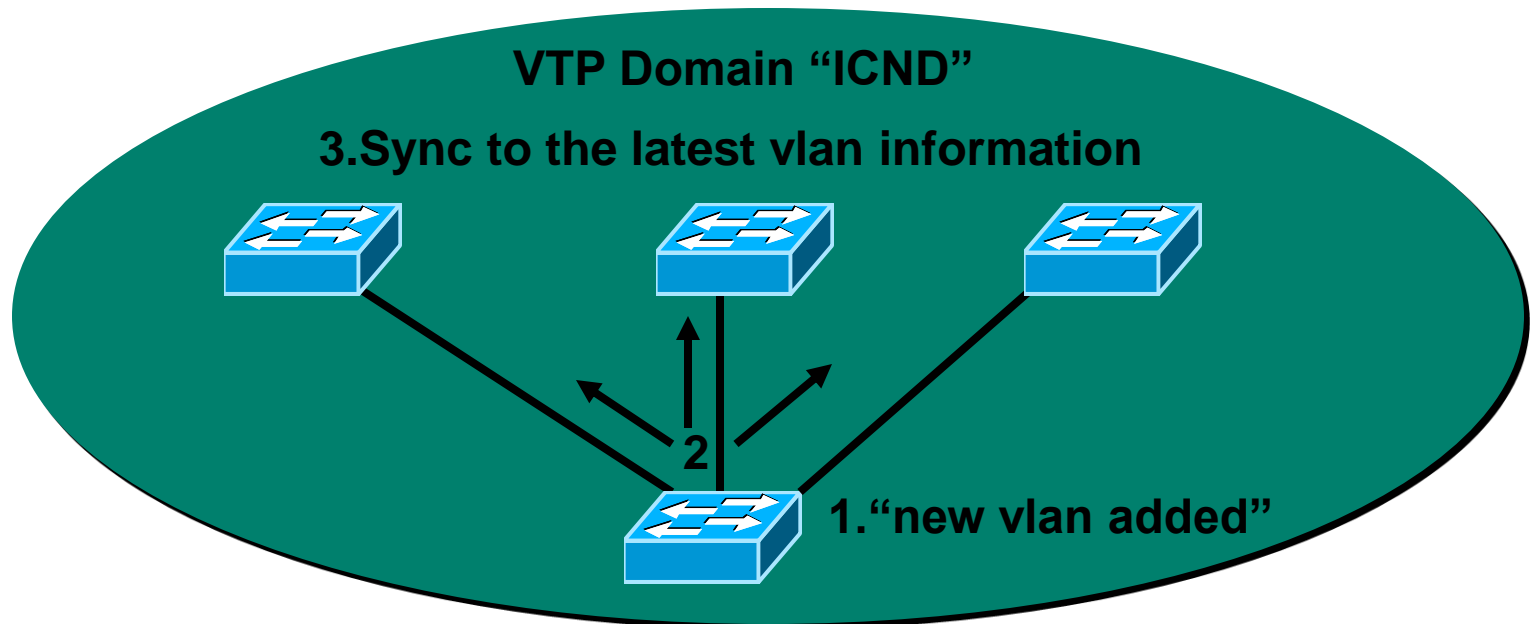 VTP Domain “ICND”
3.Sync to the latest vlan information
2
1.“new vlan added”